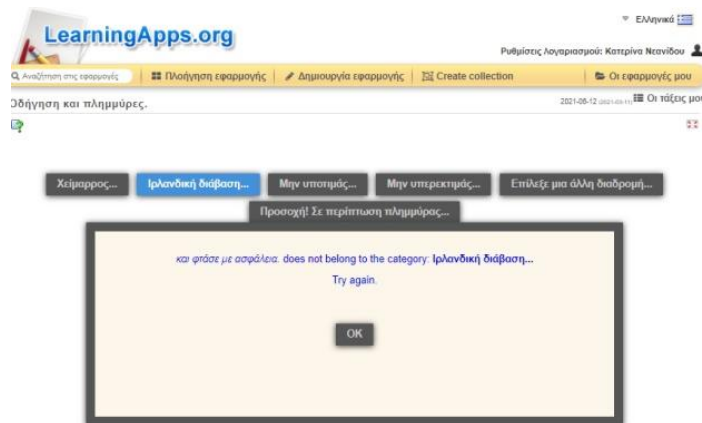 Ελληνικά
LearningApps.org
Ρυθμίσεις λογαριασμού: Κατερίνα Νεανίδου
Αναζήτηση στις εφαρμογές Πλοήγηση εφαρμογής Δημιουργία εφαρμογής Create collection Οι εφαρμογές μου
Οδήγηση και πλημμύρες. 2021-06-12 Οι τάξεις μου
Χείμαρρος... Ιρλανδική διάβαση... Μην υποτιμάς... Μην υπερεκτιμάς... Επίλεξε μια άλλη διαδρομή...
Προσοχή! Σε περίπτωση πλημμύρας...
και φτάσε με ασφάλεια. does not belong to the category: Ιρλανδική διάβαση...
Try again.
OK